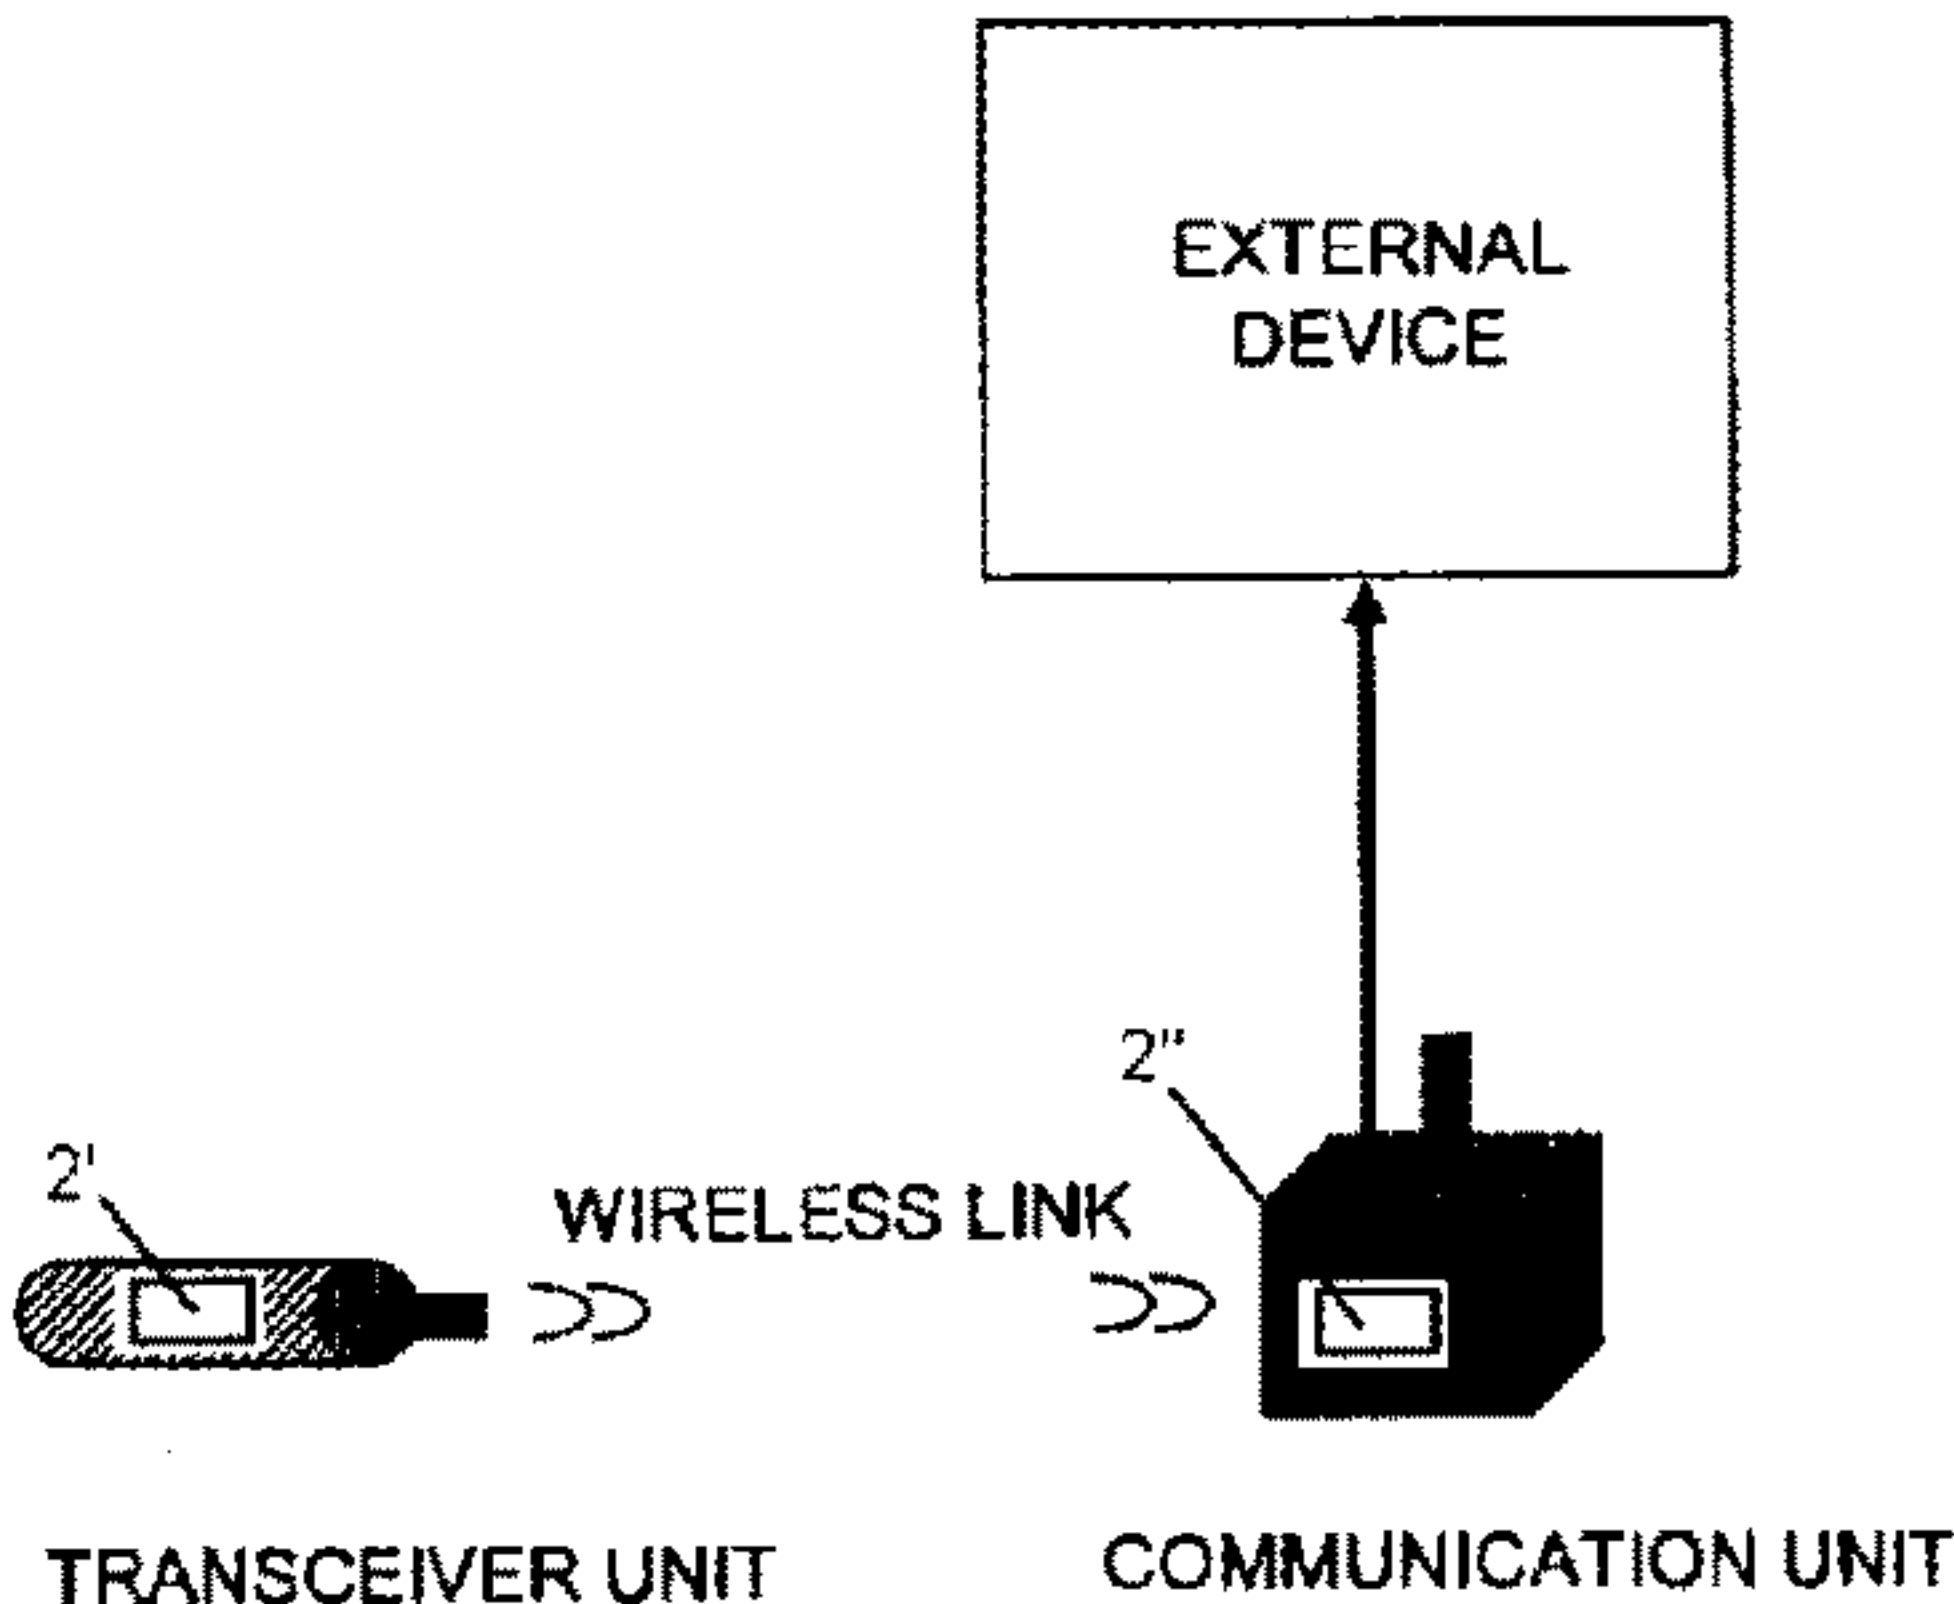 EXTERNAL
DEVICE
2"
2'
WIRELESS LINK
TRANSCEIVER UNIT
COMMUNICATION UNIT